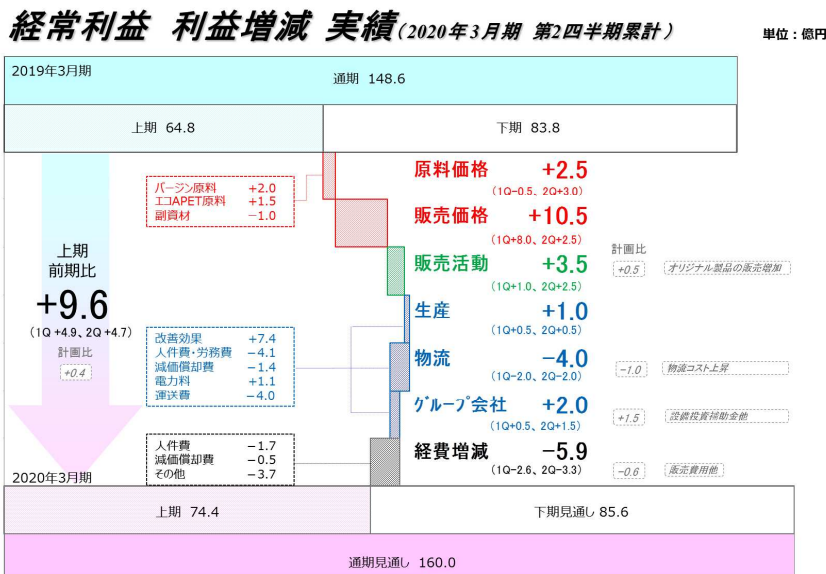 経常利益 利益増減 実績(2020年3月期 第2四半期累計)
単位：億円
2019年3月期
通期 148.6
上期 64.8
下期 83.8
原料価格 +2.5
(1Q-0.5、2Q+3.0)
バージン原料 +2.0
エコAPET原料 +1.5
副資材 －1.0
販売価格 +10.5
(1Q+8.0、2Q+2.5)
販売活動 +3.5
(1Q+1.0、2Q+2.5)
計画比
+0.5 オリジナル製品の販売増加
上期
前期比
+9.6
(1Q +4.9、2Q +4.7)
計画比
+0.4
生産 +1.0
(1Q+0.5、2Q+0.5)
改善効果 +7.4
人件費・労務費 －4.1
減価償却費 －1.4
電力料 +1.1
運送費 －4.0
物流 －4.0
(1Q-2.0、2Q-2.0)
－1.0 物流コスト上昇
グループ会社 +2.0
(1Q+0.5、2Q+1.5)
+1.5 設備投資補助金他
経費増減 －5.9
(1Q-2.6、2Q-3.3)
－0.6 販売費用他
人件費 －1.7
減価償却費 －0.5
その他 －3.7
2020年3月期
上期 74.4
下期見通し 85.6
通期見通し 160.0